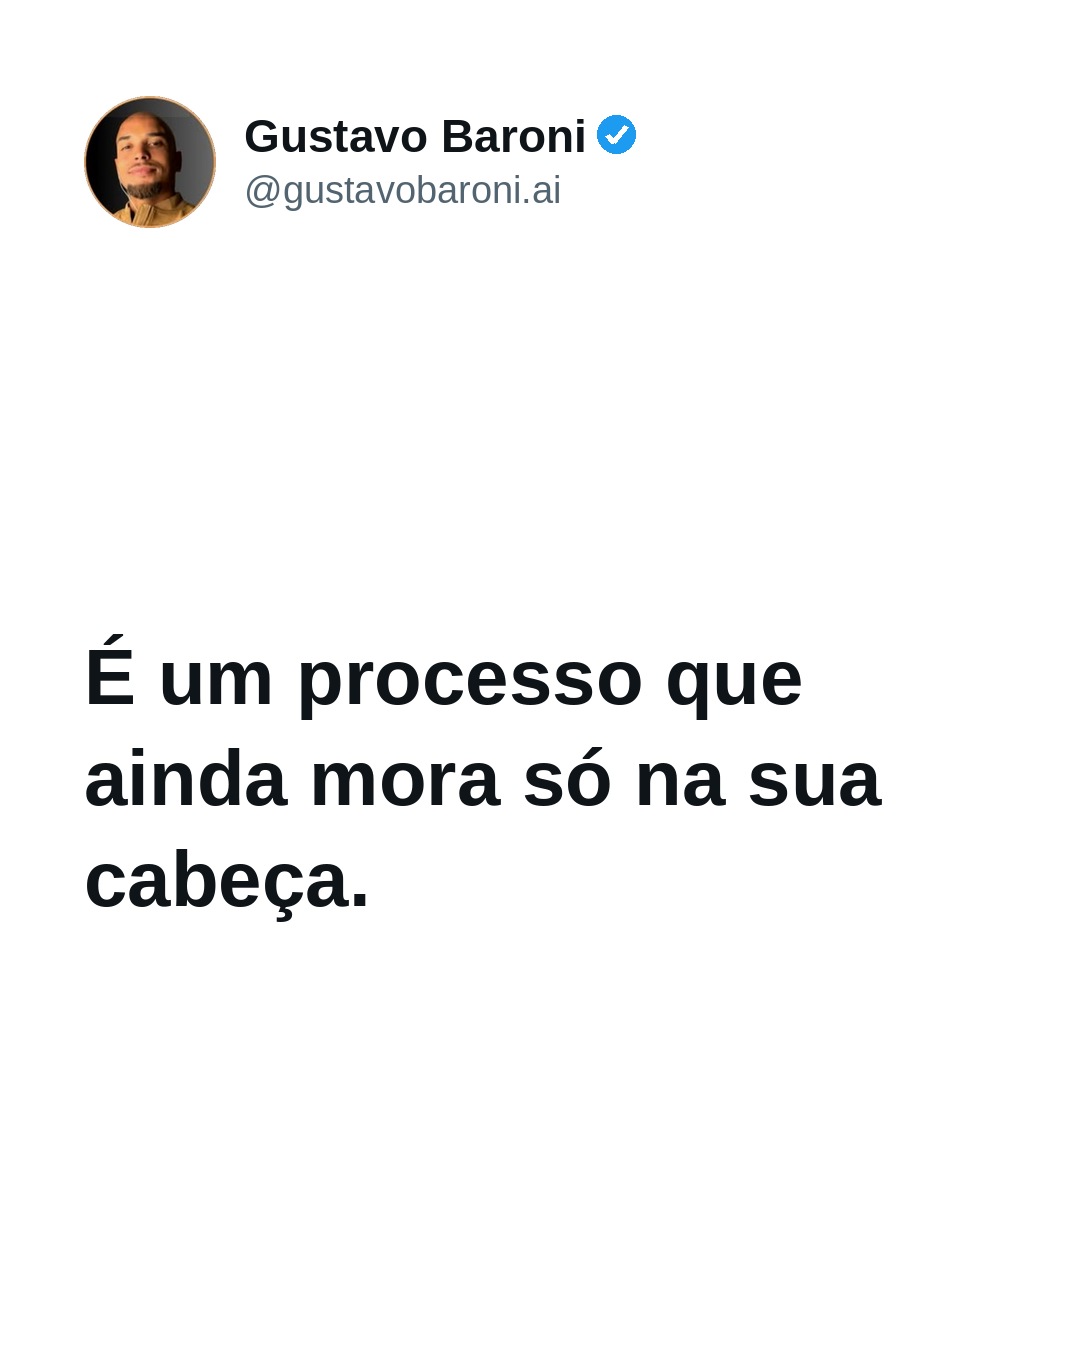 Gustavo Baroni
@gustavobaroni.ai
É um processo que
ainda mora só na sua
cabeça.